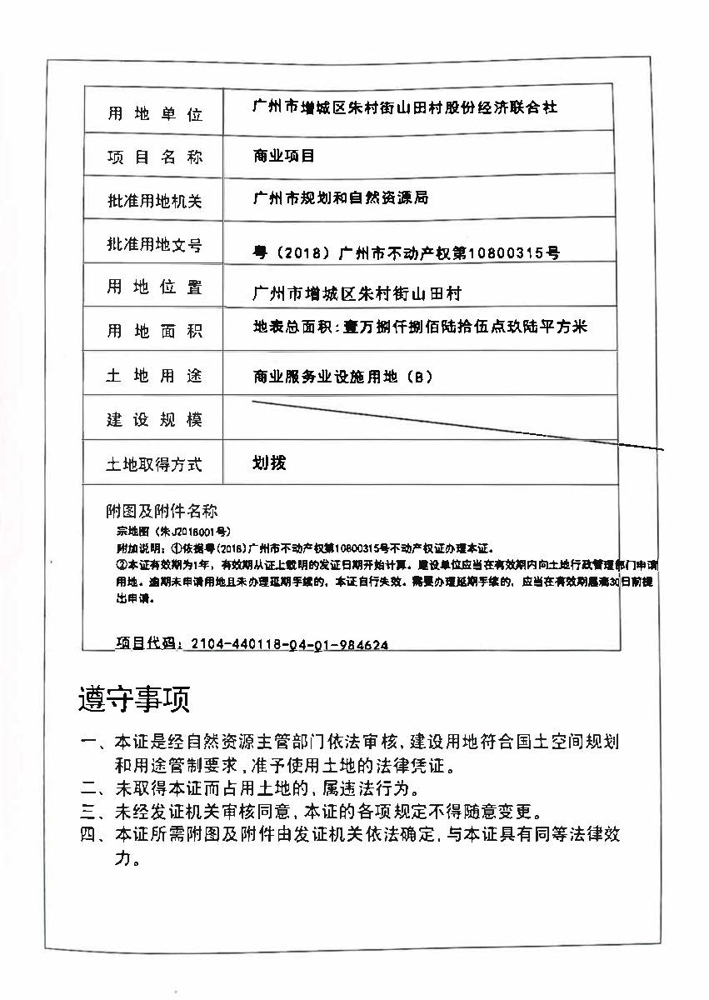 用地单位 广州市增城区朱村街山田村股份经济联合社
项目名称 商业项目
批准用地机关 广州市规划和自然资源局
批准用地文号 粤（2018）广州市不动产权第10800315号
用地位置 广州市增城区朱村街山田村
用地面积 地表总面积：壹万捌仟捌佰陆拾伍点玖陆平方米
土地用途 商业服务业设施用地（B）
建设规模
土地取得方式 划拨
附图及附件名称
宗地图（朱J2018001号）
附加说明：①依据粤(2018)广州市不动产权第10800315号不动产权证办理本证。
②本证有效期为1年，有效期从证上载明的发证日期开始计算。建设单位应当在有效期内向土地行政管理部门申请
用地。逾期未申请用地且未办理延期手续的，本证自行失效。需要办理延期手续的，应当在有效期届满30日前提
出申请。
项目代码：2104-440118-04-01-984624
遵守事项
一、本证是经自然资源主管部门依法审核，建设用地符合国土空间规划
和用途管制要求，准予使用土地的法律凭证。
二、未取得本证而占用土地的，属违法行为。
三、未经发证机关审核同意，本证的各项规定不得随意变更。
四、本证所需附图及附件由发证机关依法确定，与本证具有同等法律效
力。